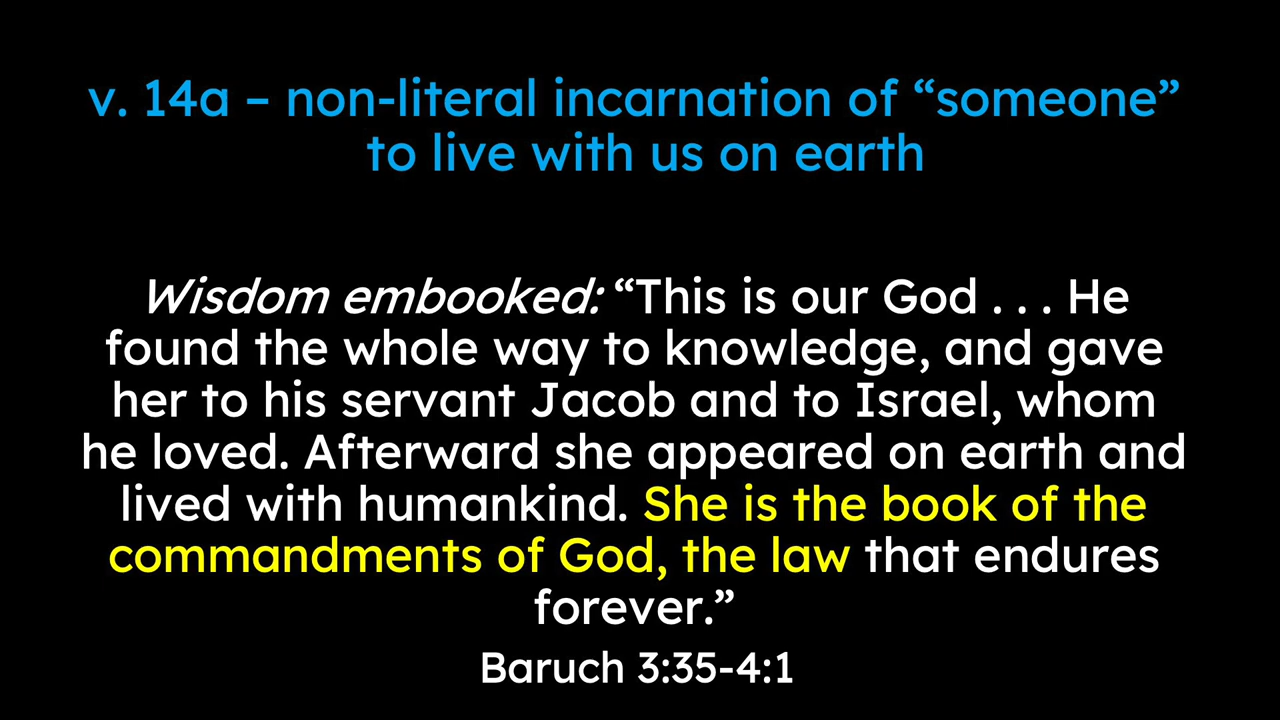 v. 14a – non-literal incarnation of “someone”
to live with us on earth
Wisdom embooked: “This is our God . . . He
found the whole way to knowledge, and gave
her to his servant Jacob and to Israel, whom
he loved. Afterward she appeared on earth and
lived with humankind. She is the book of the
commandments of God, the law that endures
forever.”
Baruch 3:35-4:1